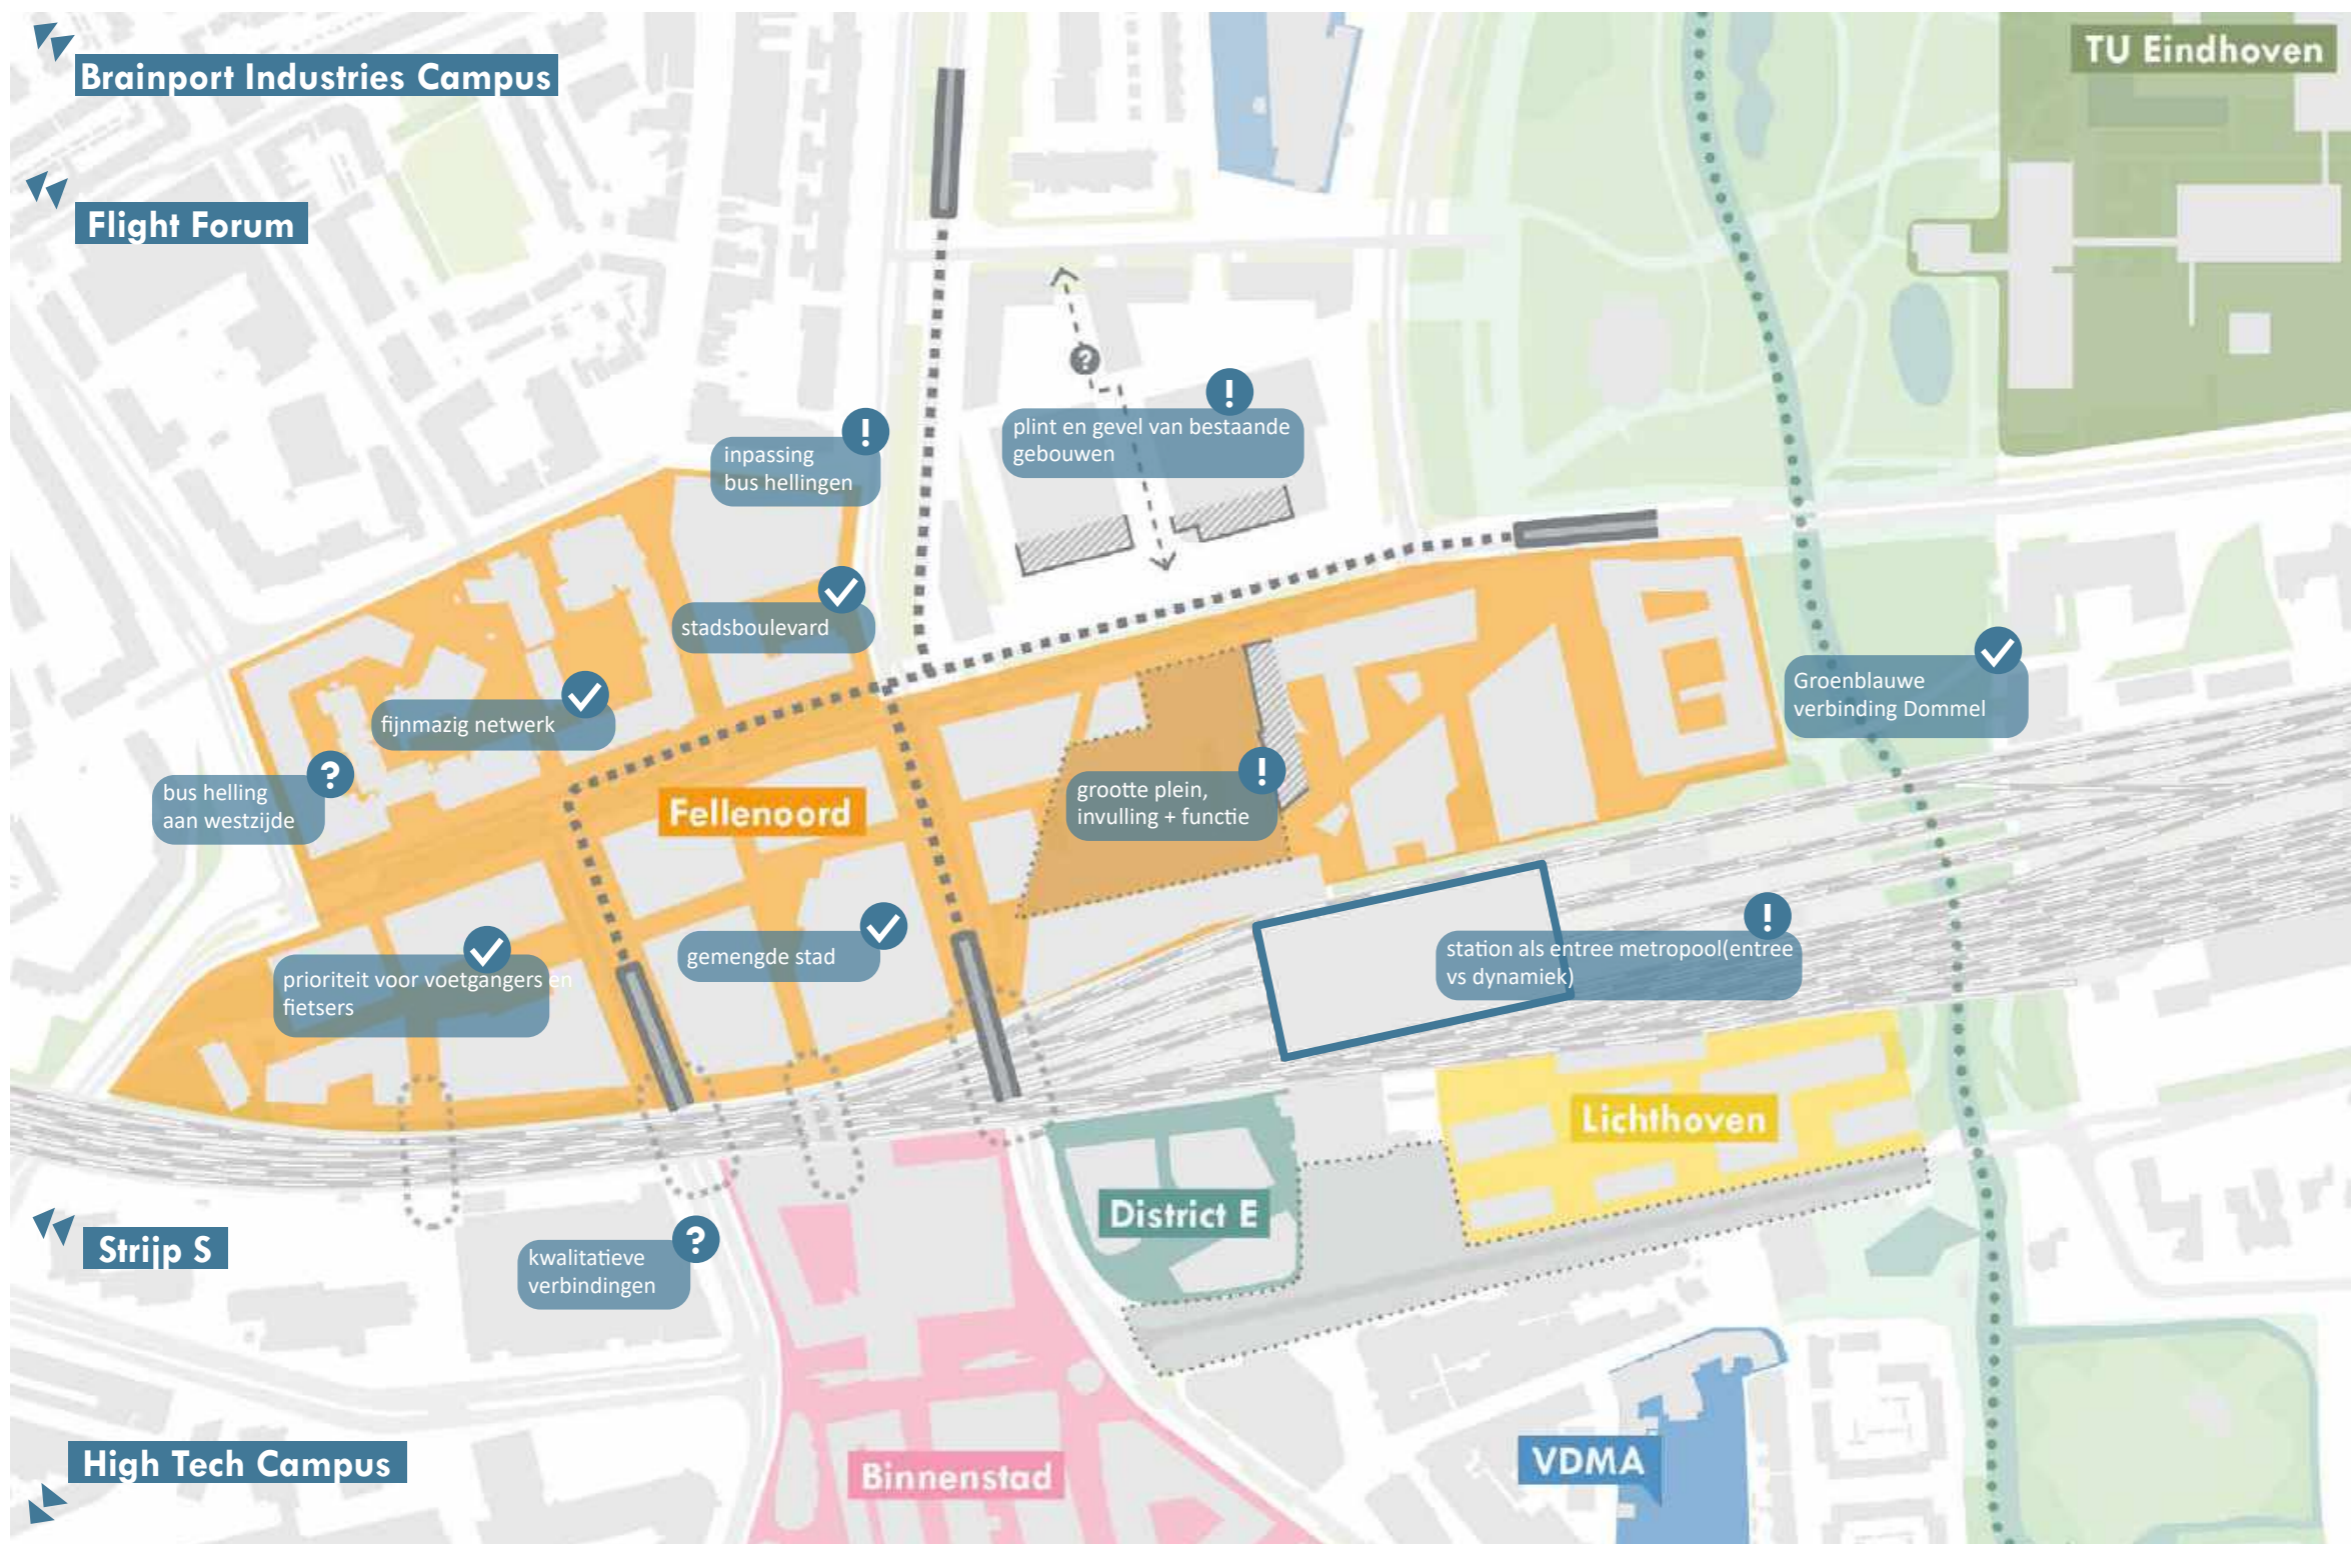 Brainport Industries Campus
TU Eindhoven
Flight Forum
?
!
plint en gevel van bestaande
gebouwen
!
inpassing
bus hellingen
stadsboulevard
Groenblauwe
verbinding Dommel
fijnmazig netwerk
?
bus helling
aan westzijde
Fellenoord
!
grootte plein,
invulling + functie
!
station als entree metropool(entree
vs dynamiek)
gemengde stad
prioriteit voor voetgangers en
fietsers
Lichthoven
District E
Strijp S
?
kwalitatieve
verbindingen
High Tech Campus
Binnenstad
VDMA